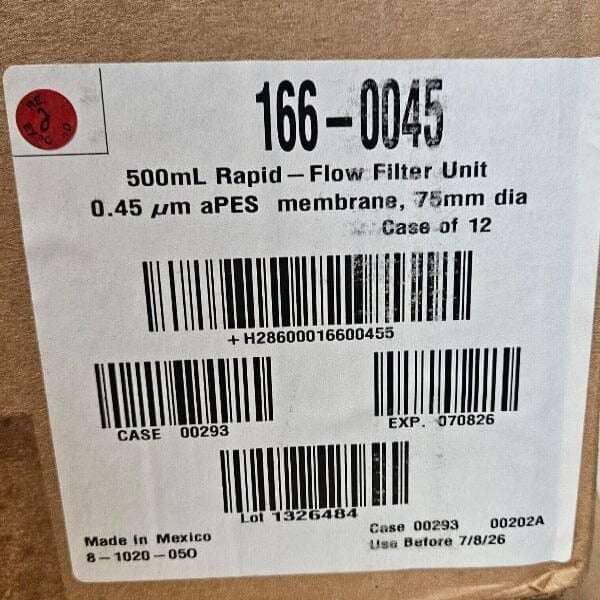 166-0045
500mL Rapid-Flow Filter Unit
0.45 µm aPES membrane, 75mm dia
Case of 12
+H28600016600455
CASE 00293
EXP. 070826
Lot 1326484
Made in Mexico
8-1020-050
Case 00293 00202A
Use Before 7/8/26